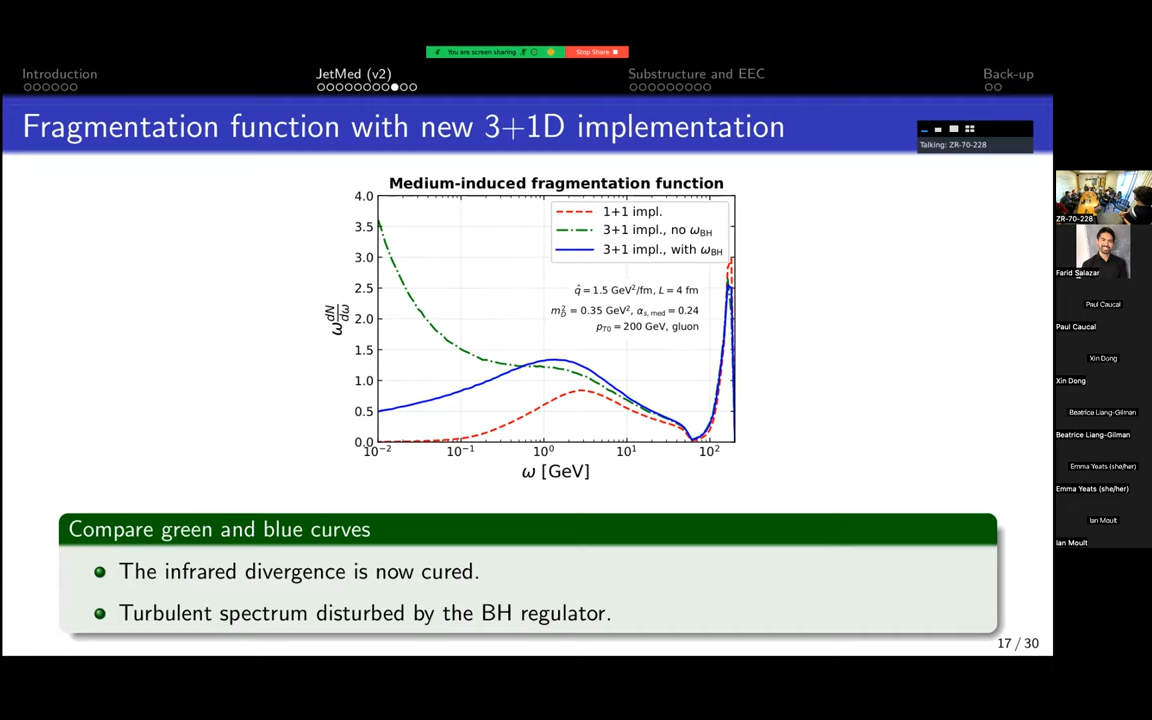 You are screen sharing
Stop Share
Introduction
JetMed (v2)
Substructure and EEC
Back-up
Fragmentation function with new 3+1D implementation
Talking: ZR-70-228
Medium-induced fragmentation function
4.0
3.5
3.0
2.5
2.0
1.5
1.0
0.5
0.0
ω dN/dω
1+1 impl.
3+1 impl., no ω_BH
3+1 impl., with ω_BH
q̂ = 1.5 GeV²/fm, L = 4 fm
m_D² = 0.35 GeV², α_s,med = 0.24
p_T0 = 200 GeV, gluon
10⁻² 10⁻¹ 10⁰ 10¹ 10²
ω [GeV]
Compare green and blue curves
The infrared divergence is now cured.
Turbulent spectrum disturbed by the BH regulator.
17 / 30
ZR-70-228
Farid Salazar
Paul Caucal
Paul Caucal
Xin Dong
Xin Dong
Beatrice Liang-Gilman
Beatrice Liang-Gilman
Emma Yeats (she/her)
Emma Yeats (she/her)
Ian Moult
Ian Moult